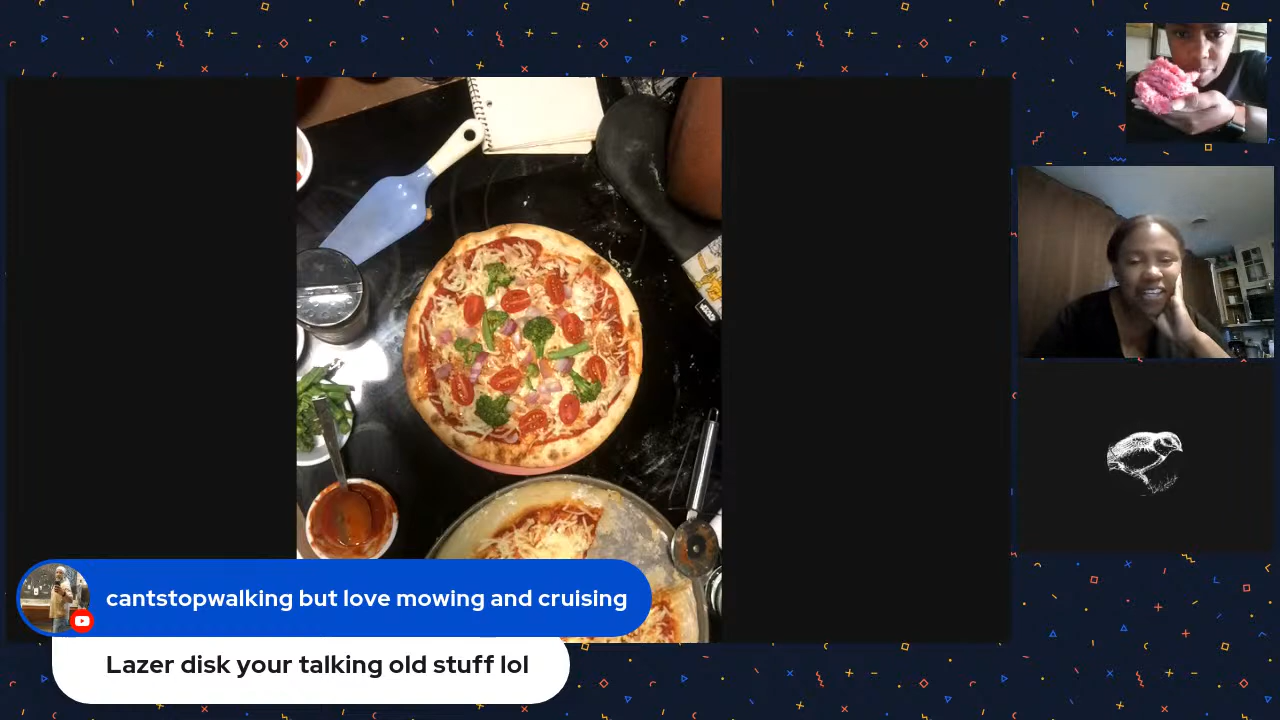 cantstopwalking but love mowing and cruising
Lazer disk your talking old stuff lol